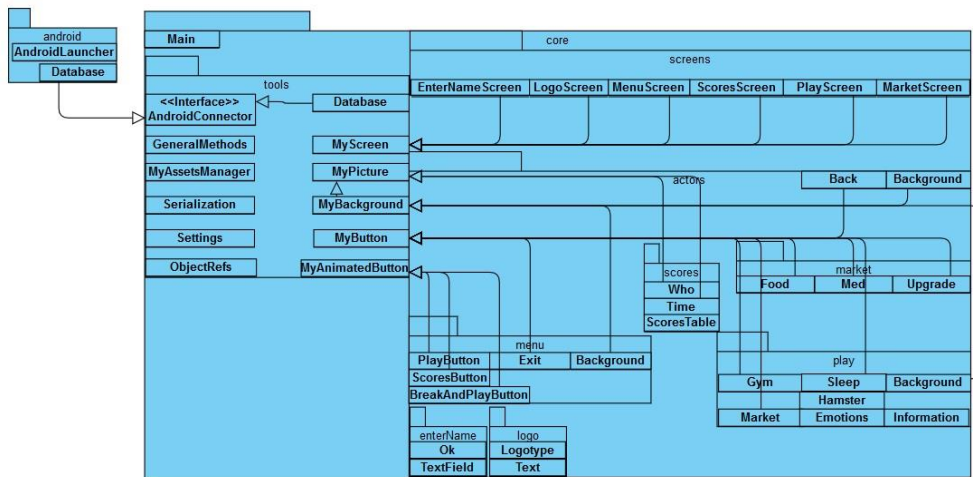 android
AndroidLauncher
Database
Main
core
screens
tools
EnterNameScreen LogoScreen MenuScreen ScoresScreen PlayScreen MarketScreen
<<Interface>>
AndroidConnector
Database
GeneralMethods
MyScreen
MyAssetsManager
MyPicture
actors
Back
Background
Serialization
MyBackground
Settings
MyButton
ObjectRefs
MyAnimatedButton
scores
Who
Time
ScoresTable
market
Food Med Upgrade
menu
PlayButton Exit Background
ScoresButton
BreakAndPlayButton
play
Gym Sleep Background
Hamster
Market Emotions Information
enterName
Ok
TextField
logo
Logotype
Text